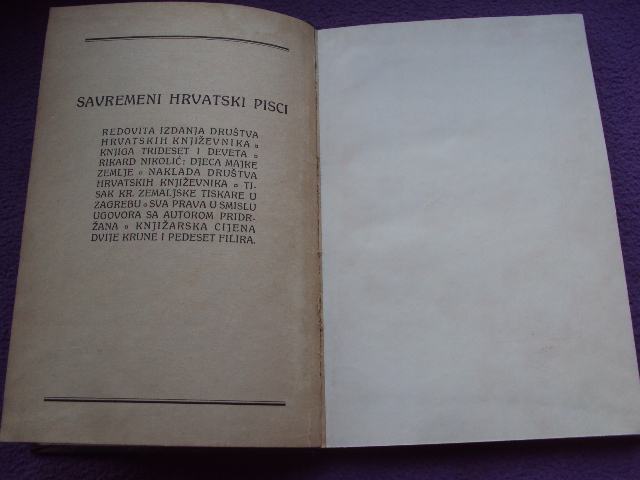 SAVREMENI HRVATSKI PISCI
REDOVITA IZDANJA DRUŠTVA
HRVATSKIH KNJIŽEVNIKA ▫
KNJIGA TRIDESET I DEVETA ▫
RIKARD NIKOLIĆ: DJECA MAJKE
ZEMLJE ▫ NAKLADA DRUŠTVA
HRVATSKIH KNJIŽEVNIKA ▫ TI-
SAK KR. ZEMALJSKE TISKARE U
ZAGREBU ▫ SVA PRAVA U SMISLU
UGOVORA SA AUTOROM PRIDR-
ŽANA ▫ KNJIŽARSKA CIJENA
DVIJE KRUNE I PEDESET FILIRA.